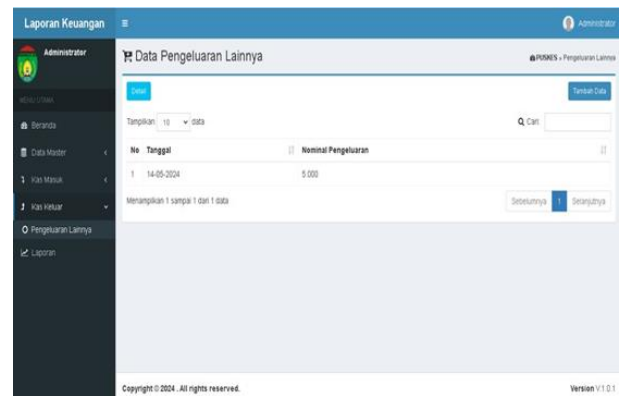 Laporan Keuangan
Administrator
Administrator
MENU UTAMA
Beranda
Data Master
Kas Masuk
Kas Keluar
Pengeluaran Lainnya
Laporan
Data Pengeluaran Lainnya
PUSKES > Pengeluaran Lainnya
Detail
Tambah Data
Tampilkan 10 data
Cari:
No Tanggal Nominal Pengeluaran
1 14-05-2024 5.000
Menampilkan 1 sampai 1 dari 1 data
Sebelumnya 1 Selanjutnya
Copyright © 2024 . All rights reserved.
Version V.1.0.1